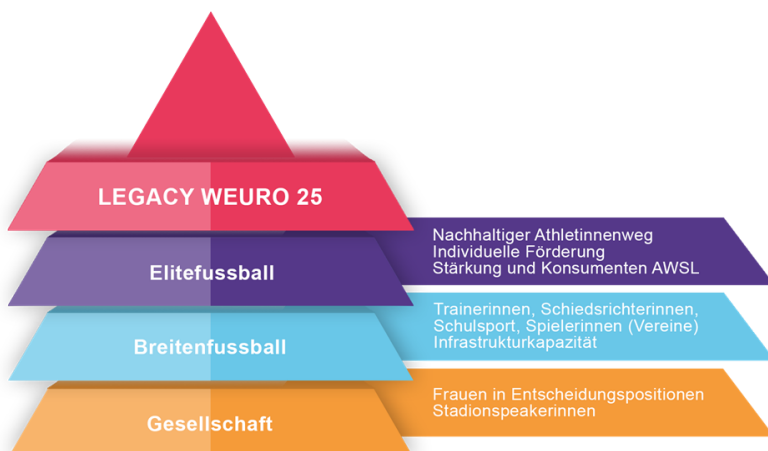 LEGACY WEURO 25
Elitefussball
Nachhaltiger Athletinnenweg
Individuelle Förderung
Stärkung und Konsumenten AWSL
Breitenfussball
Trainerinnen, Schiedsrichterinnen,
Schulsport, Spielerinnen (Vereine)
Infrastrukturkapazität
Gesellschaft
Frauen in Entscheidungspositionen
Stadionspeakerinnen